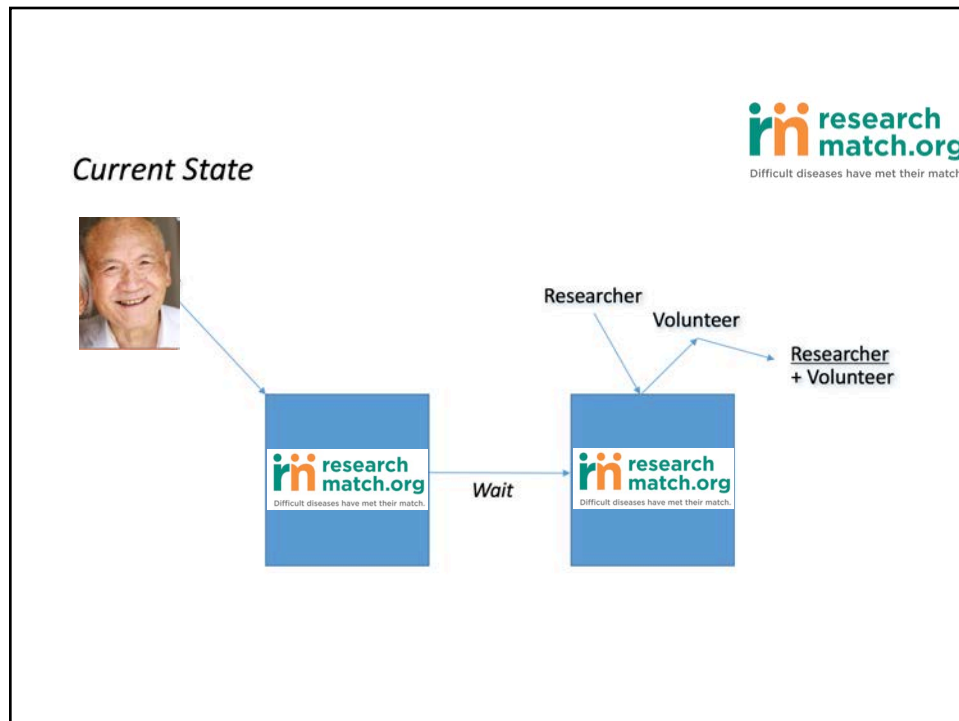 research
match.org
Difficult diseases have met their match
Current State
Researcher
Volunteer
Researcher
+ Volunteer
research
match.org
Difficult diseases have met their match.
Wait
research
match.org
Difficult diseases have met their match.